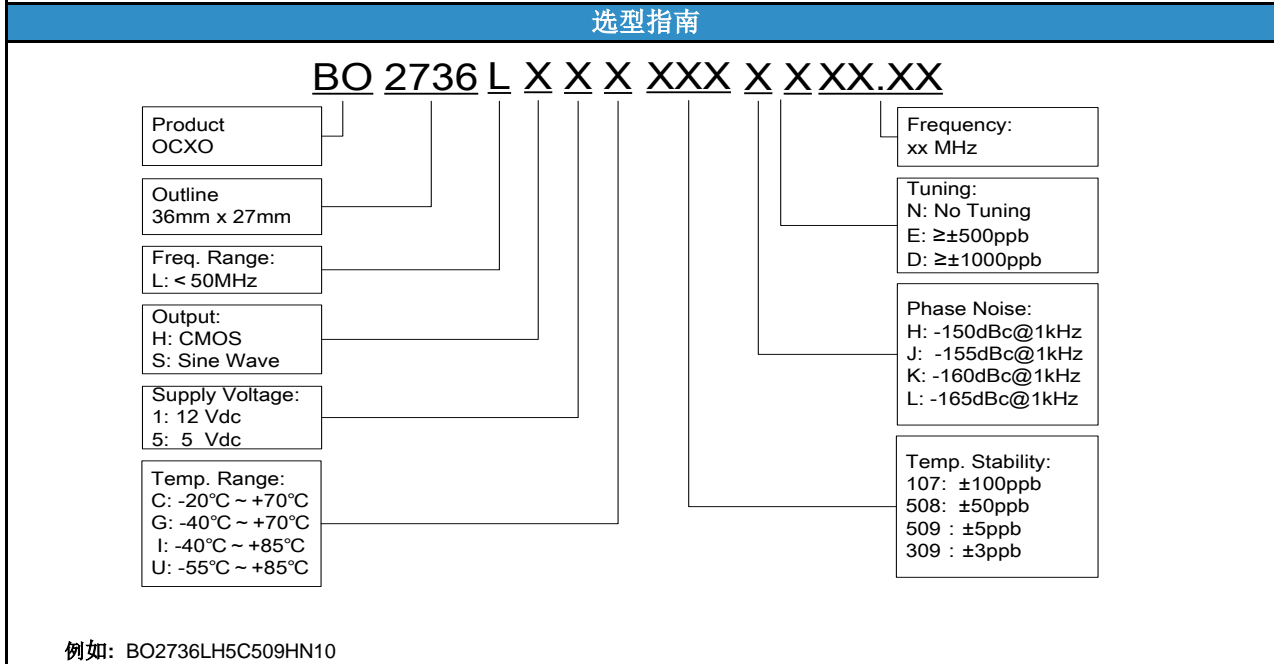 选型指南
BO 2736 L X X X XXX X X XX.XX
Product
OCXO
Outline
36mm x 27mm
Freq. Range:
L: < 50MHz
Output:
H: CMOS
S: Sine Wave
Supply Voltage:
1: 12 Vdc
5: 5 Vdc
Temp. Range:
C: -20℃ ~ +70℃
G: -40℃ ~ +70℃
I: -40℃ ~ +85℃
U: -55℃ ~ +85℃
Frequency:
xx MHz
Tuning:
N: No Tuning
E: ≥±500ppb
D: ≥±1000ppb
Phase Noise:
H: -150dBc@1kHz
J: -155dBc@1kHz
K: -160dBc@1kHz
L: -165dBc@1kHz
Temp. Stability:
107: ±100ppb
508: ±50ppb
509 : ±5ppb
309 : ±3ppb
例如: BO2736LH5C509HN10